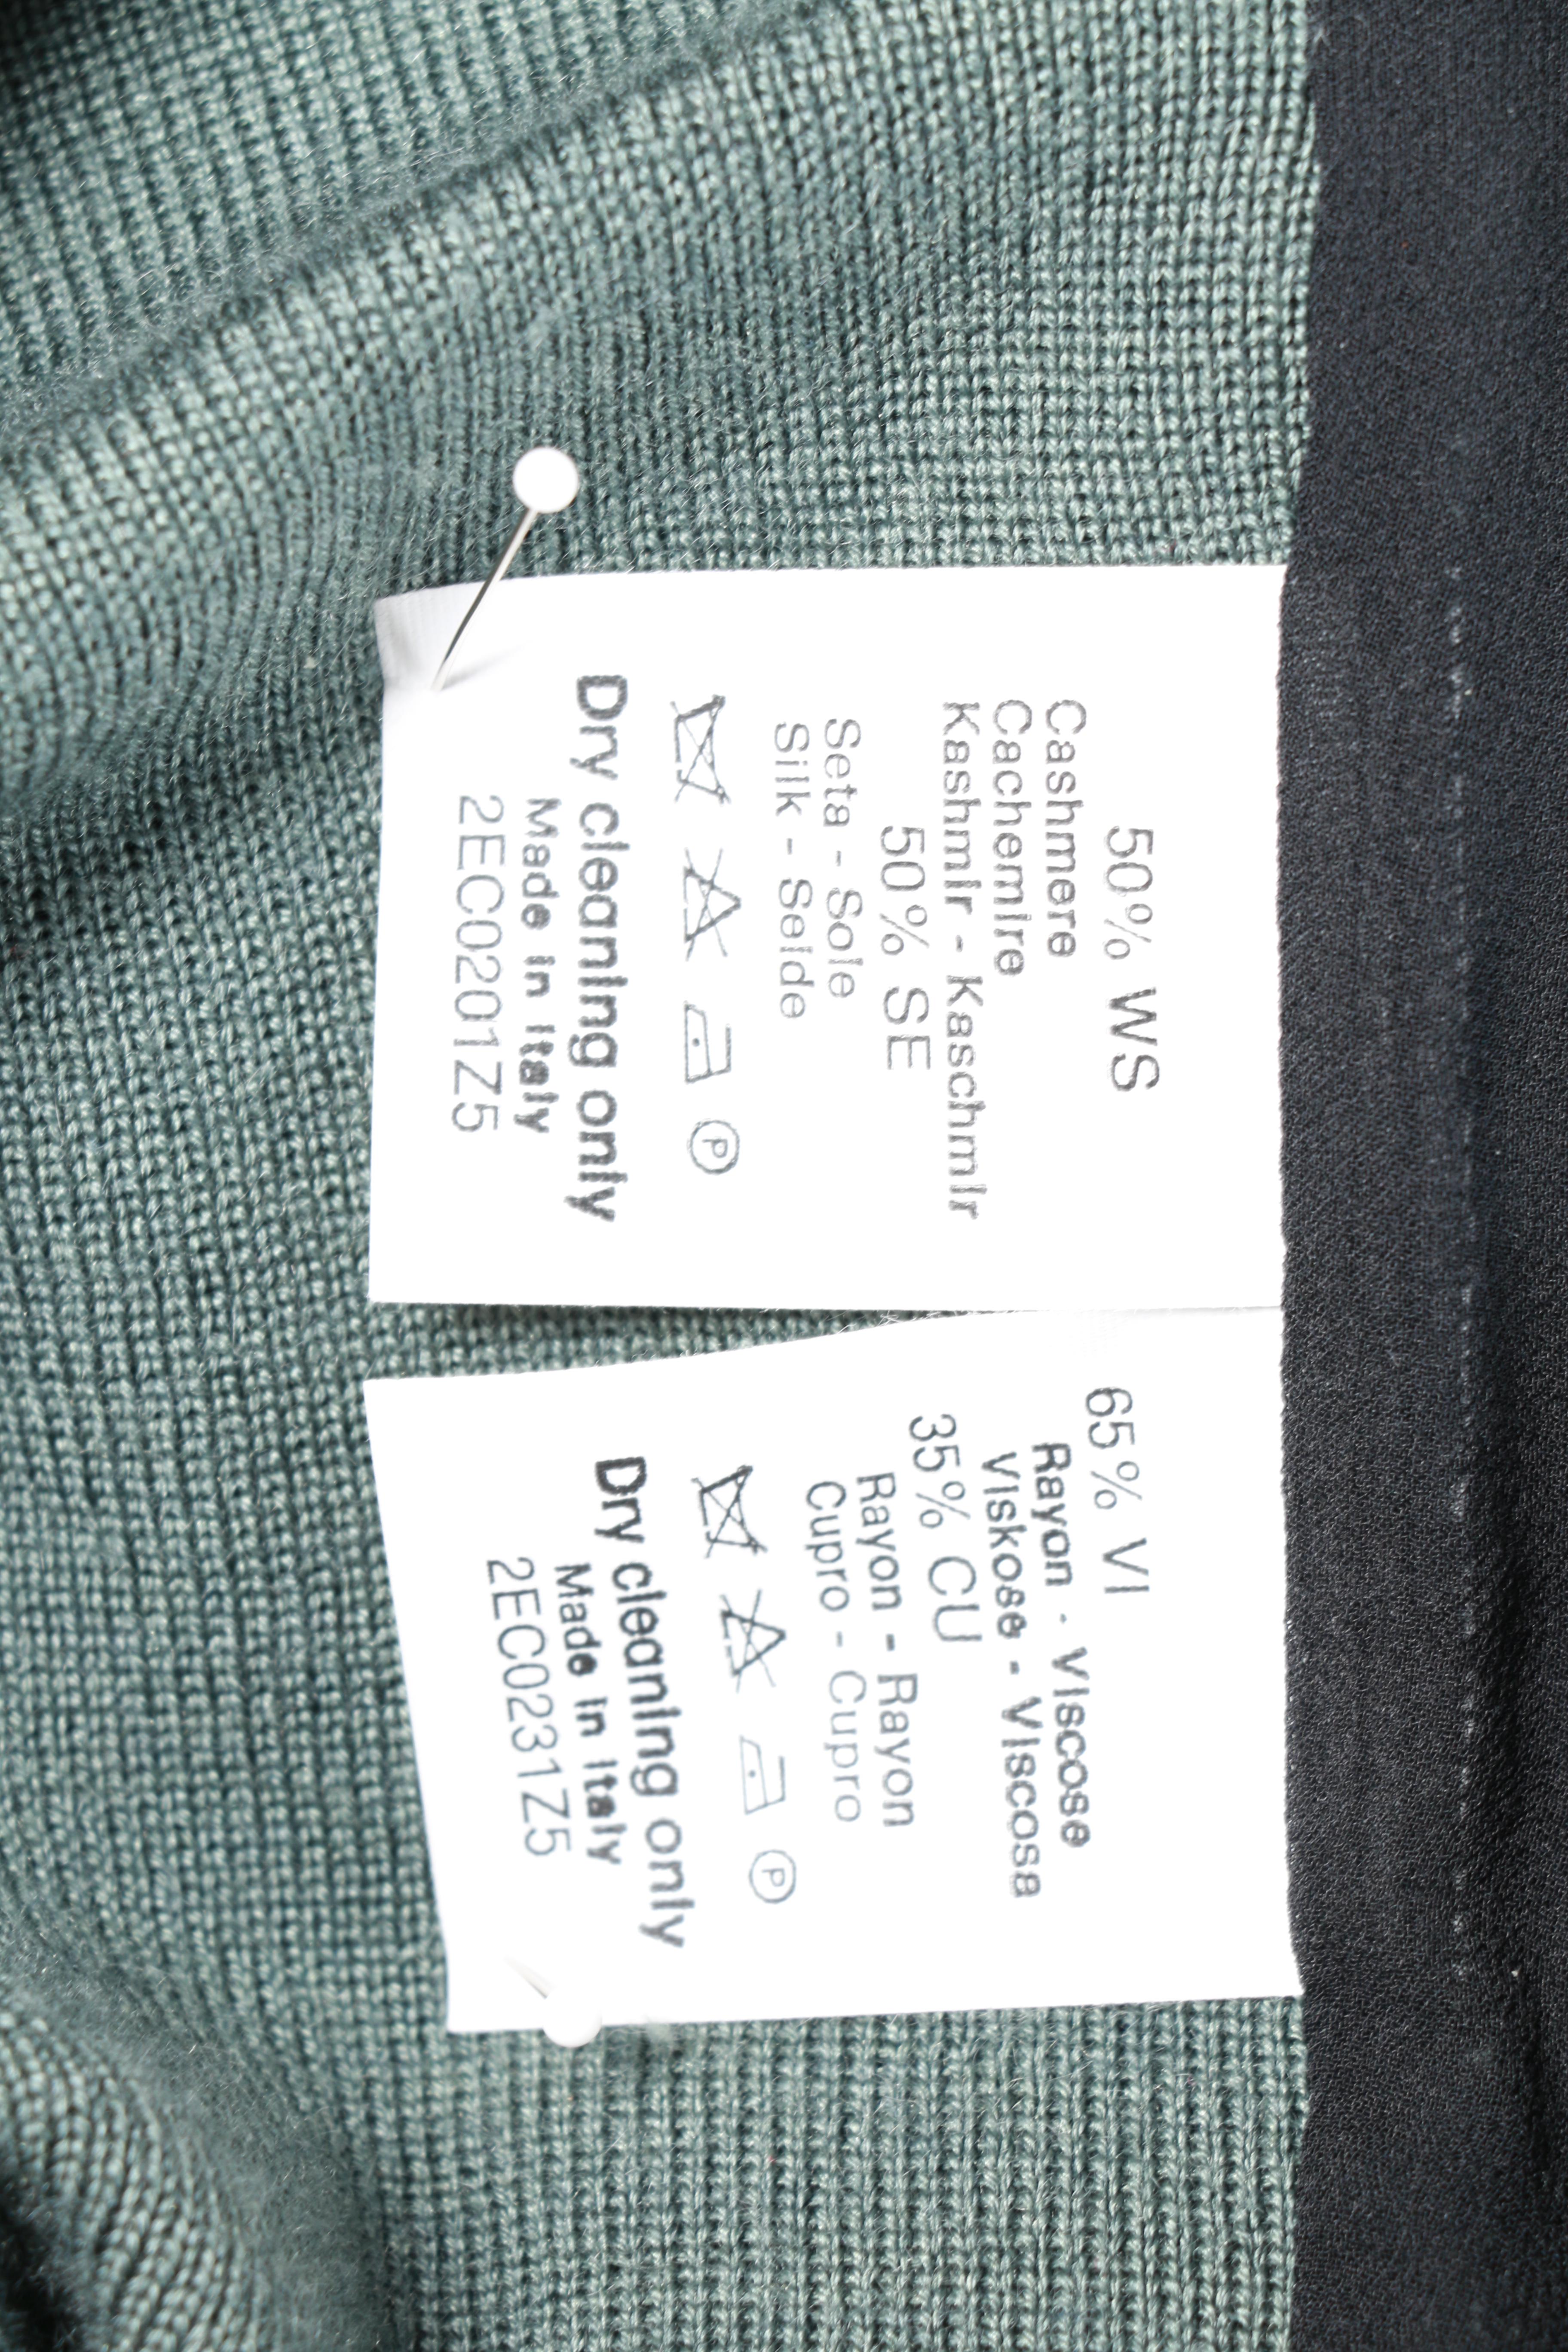 50% WS
Cashmere
Cachemire
Kashmir - Kaschmir
50% SE
Seta - Soie
Silk - Seide
P
Dry cleaning only
Made in Italy
2EC0201Z5
65% VI
Rayon - Viscose
Viskose - Viscosa
35% CU
Rayon - Rayon
Cupro - Cupro
P
Dry cleaning only
Made in Italy
2EC0231Z5